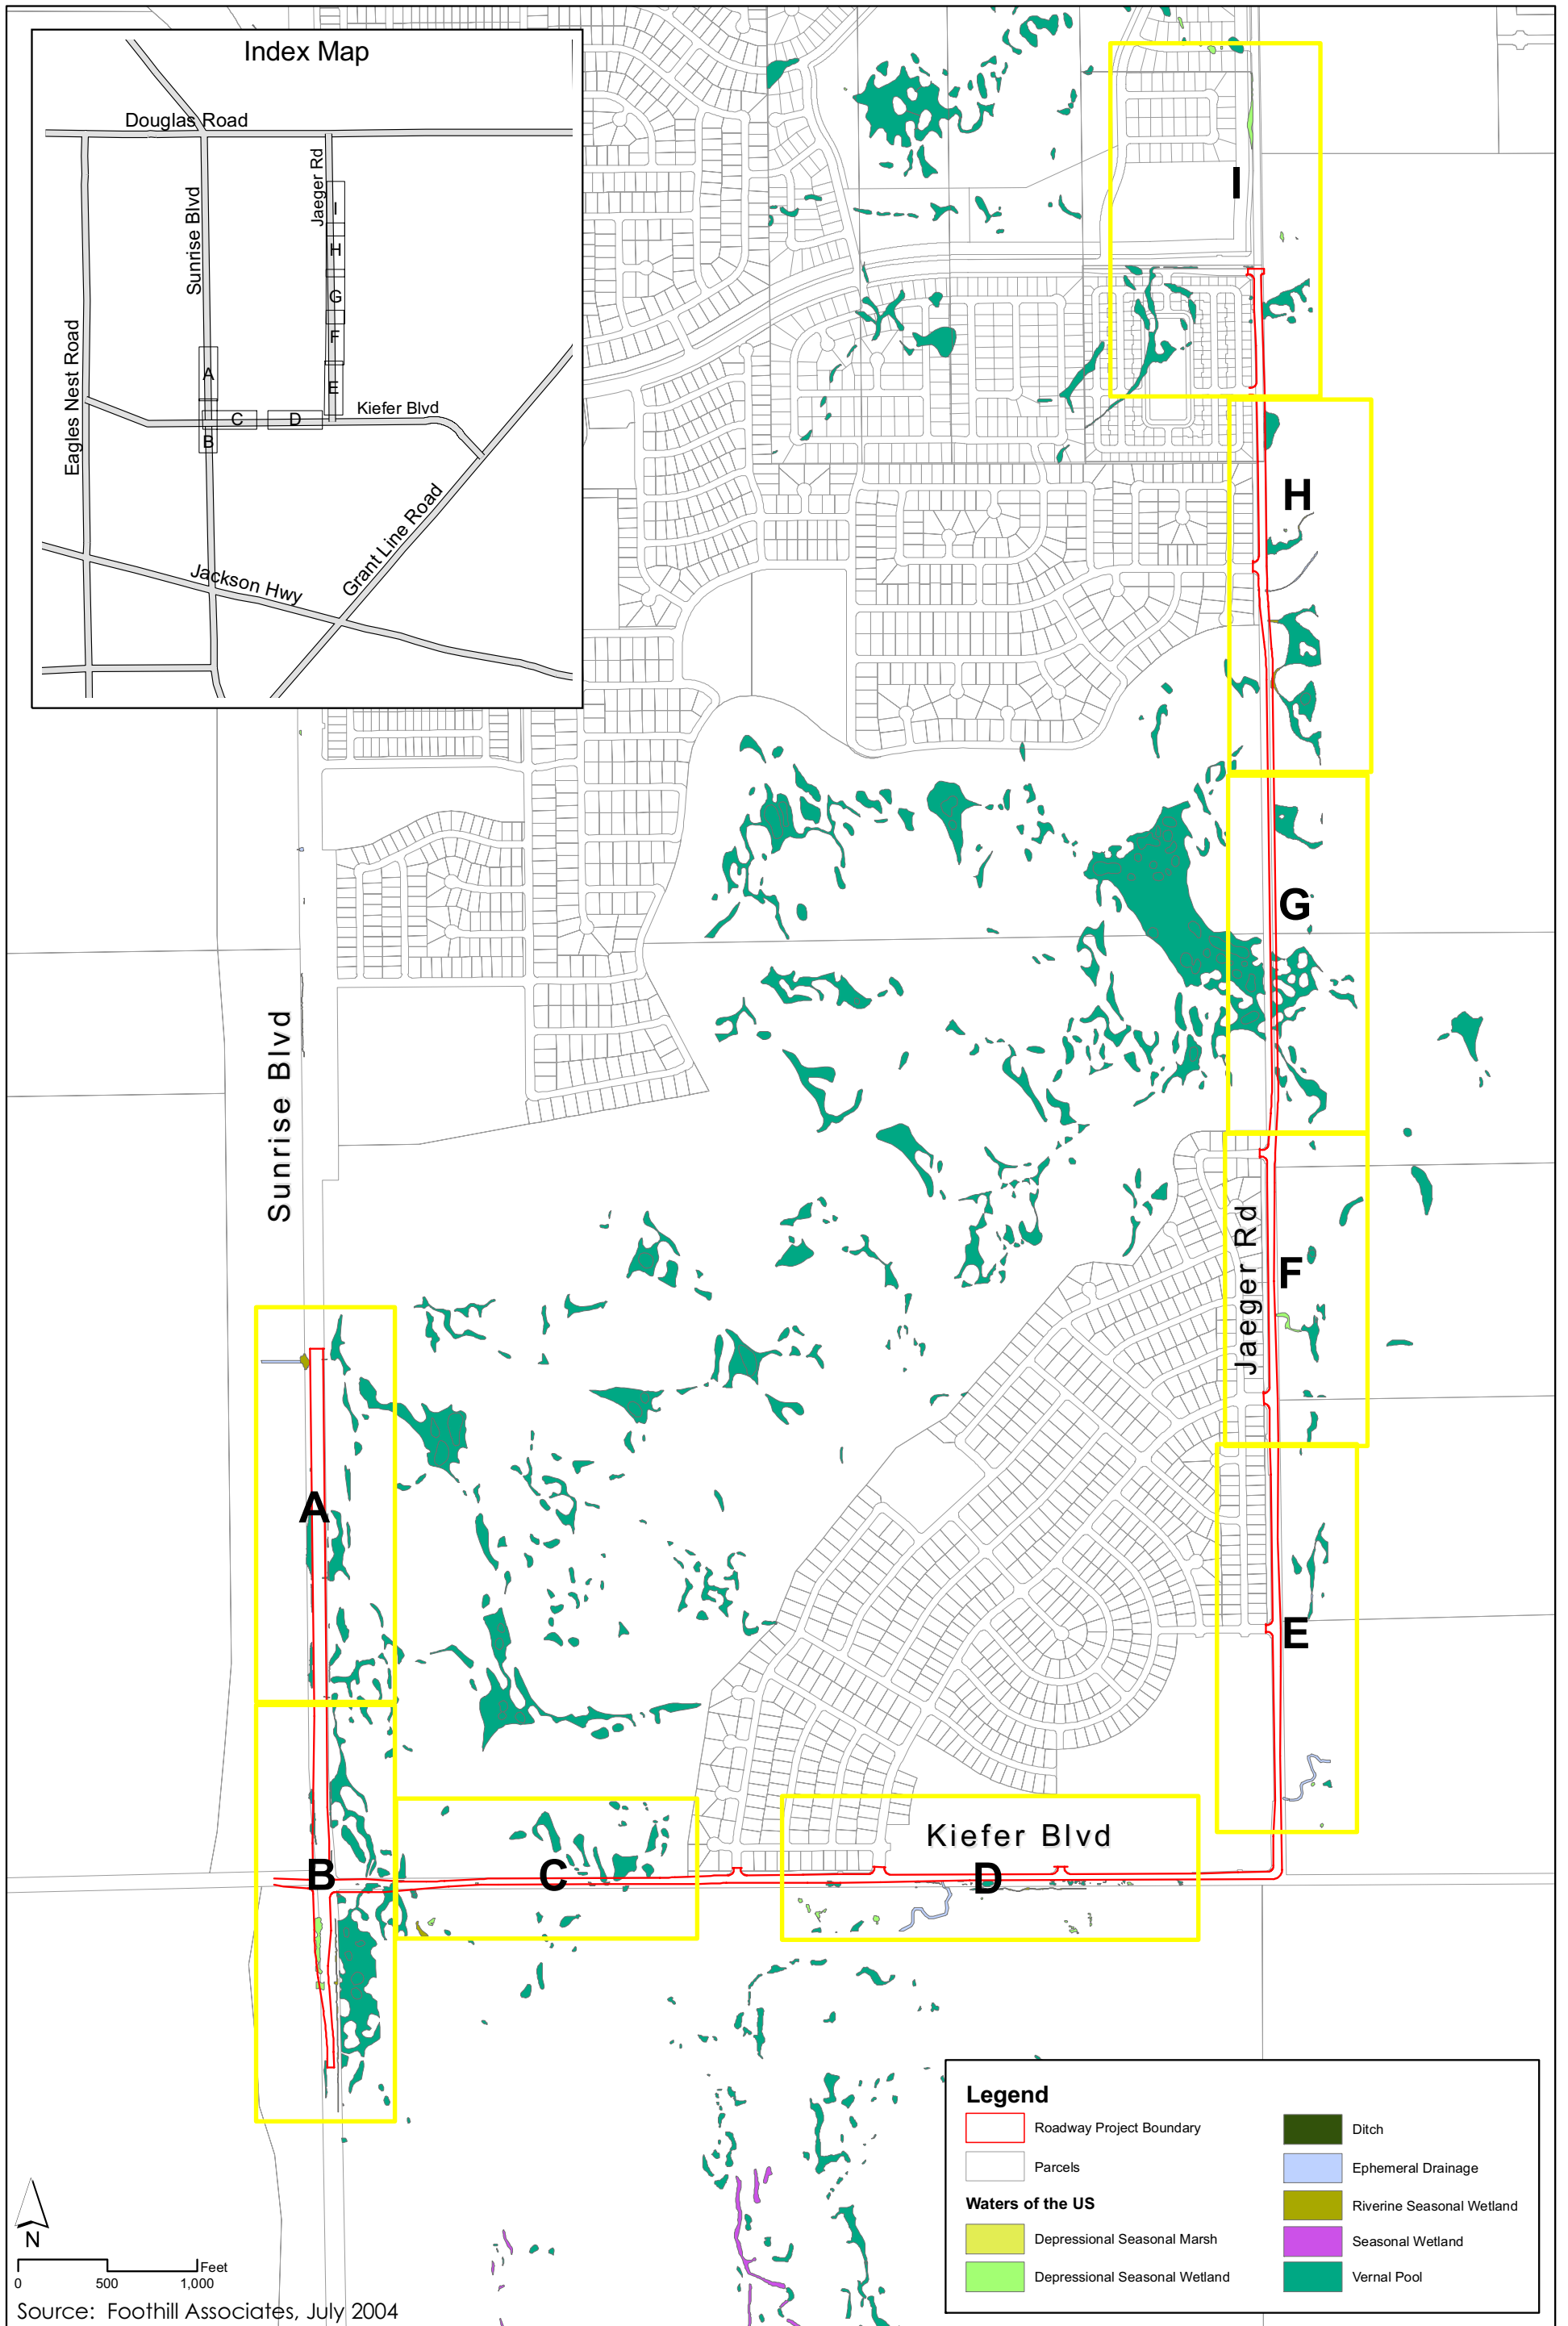 Index Map
Douglas Road
Jaeger Rd
Sunrise Blvd
I
H
G
F
E
A
C
D
B
Kiefer Blvd
Eagles Nest Road
Grant Line Road
Jackson Hwy
I
H
G
Sunrise Blvd
Jaeger Rd
F
A
E
Kiefer Blvd
B
C
D
Legend
Roadway Project Boundary
Parcels
Waters of the US
Depressional Seasonal Marsh
Depressional Seasonal Wetland
Ditch
Ephemeral Drainage
Riverine Seasonal Wetland
Seasonal Wetland
Vernal Pool
N
Feet
0 500 1,000
Source: Foothill Associates, July 2004